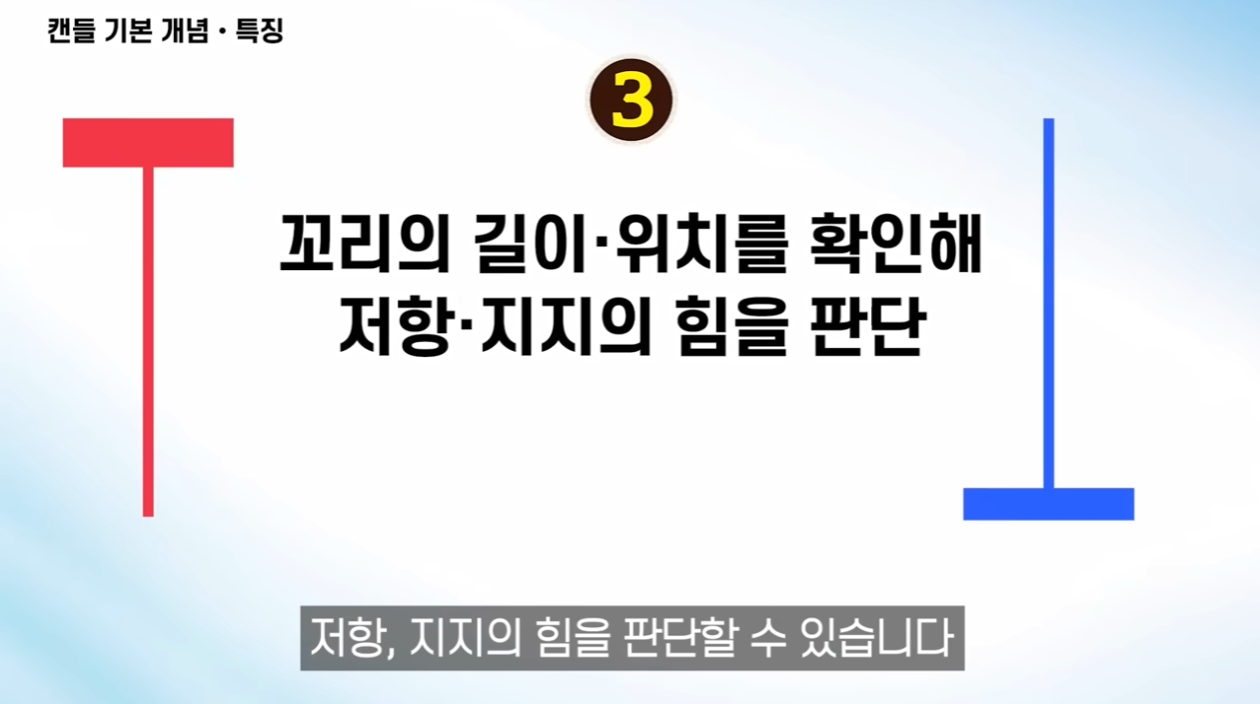 캔들 기본 개념・특징
3
꼬리의 길이·위치를 확인해
저항·지지의 힘을 판단
저항, 지지의 힘을 판단할 수 있습니다